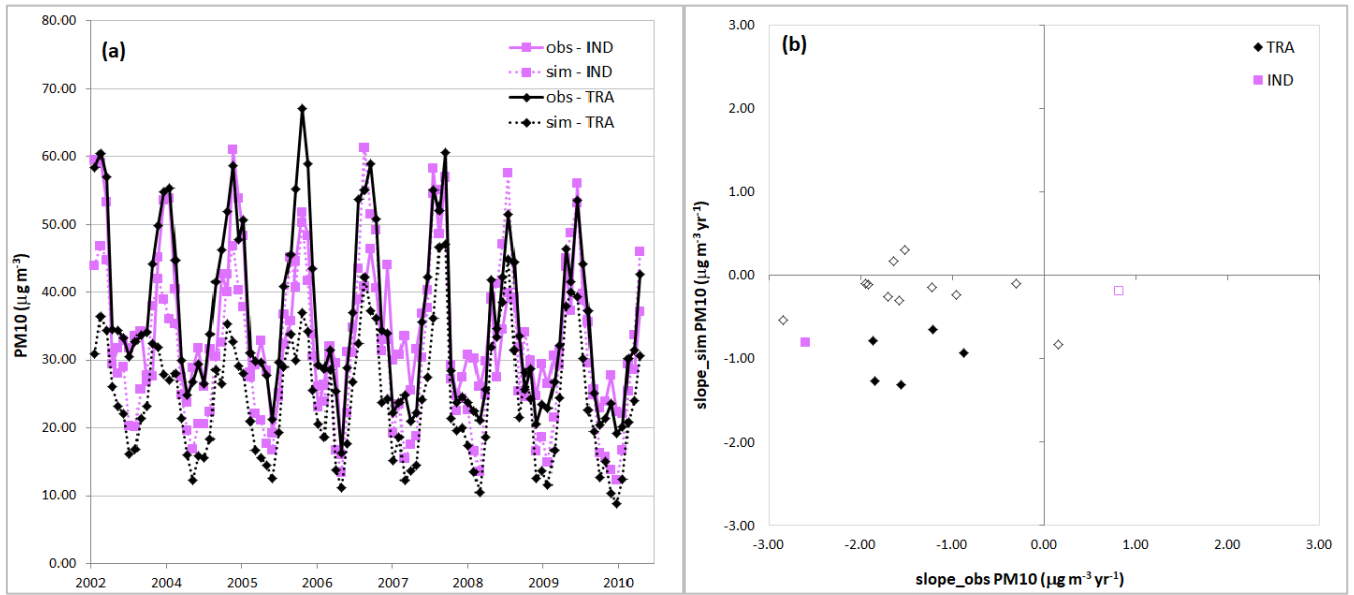 (a)
obs - IND
sim - IND
obs - TRA
sim - TRA
PM10 (µg m-3)
80.00
70.00
60.00
50.00
40.00
30.00
20.00
10.00
0.00
2002 2004 2005 2006 2007 2008 2009 2010
(b)
TRA
IND
slope_sim PM10 (µg m-3 yr-1)
3.00
2.00
1.00
0.00
-1.00
-2.00
-3.00
-3.00 -2.00 -1.00 0.00 1.00 2.00 3.00
slope_obs PM10 (µg m-3 yr-1)